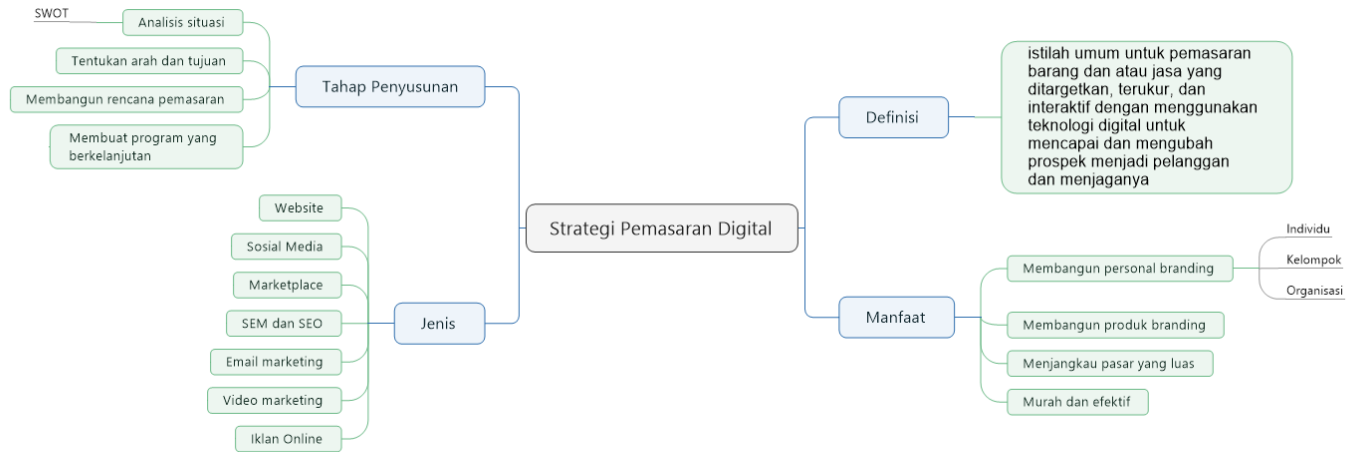 Strategi Pemasaran Digital
Definisi
istilah umum untuk pemasaran
barang dan atau jasa yang
ditargetkan, terukur, dan
interaktif dengan menggunakan
teknologi digital untuk
mencapai dan mengubah
prospek menjadi pelanggan
dan menjaganya
Manfaat
Membangun personal branding
Individu
Kelompok
Organisasi
Membangun produk branding
Menjangkau pasar yang luas
Murah dan efektif
Tahap Penyusunan
Analisis situasi
SWOT
Tentukan arah dan tujuan
Membangun rencana pemasaran
Membuat program yang
berkelanjutan
Jenis
Website
Sosial Media
Marketplace
SEM dan SEO
Email marketing
Video marketing
Iklan Online